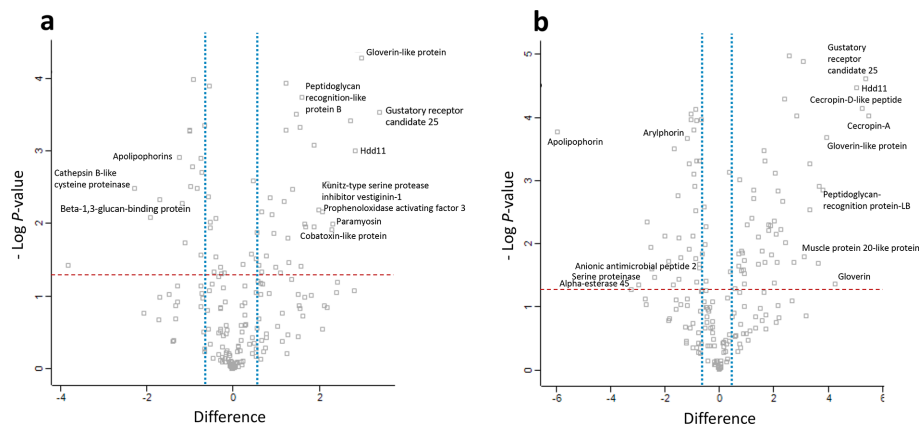 a
Gloverin-like protein
4
Peptidoglycan
recognition-like
protein B
Gustatory receptor
candidate 25
3
Hdd11
Apolipophorins
Cathepsin B-like
cysteine proteinase
Kunitz-type serine protease
inhibitor vestiginin-1
Prophenoloxidase activating factor 3
Beta-1,3-glucan-binding protein
2
Paramyosin
Cobatoxin-like protein
1
0
-4
-2
0
2
- Log P-value
Difference
b
5
Gustatory
receptor
candidate 25
Hdd11
Cecropin-D-like peptide
4
Cecropin-A
Apolipophorin
Arylphorin
Gloverin-like protein
3
Peptidoglycan-
recognition protein-LB
2
Muscle protein 20-like protein
Anionic antimicrobial peptide 2
Serine proteinase
Gloverin
Alpha-esterase 45
1
0
-6
-4
-2
0
2
4
6
- Log P-value
Difference